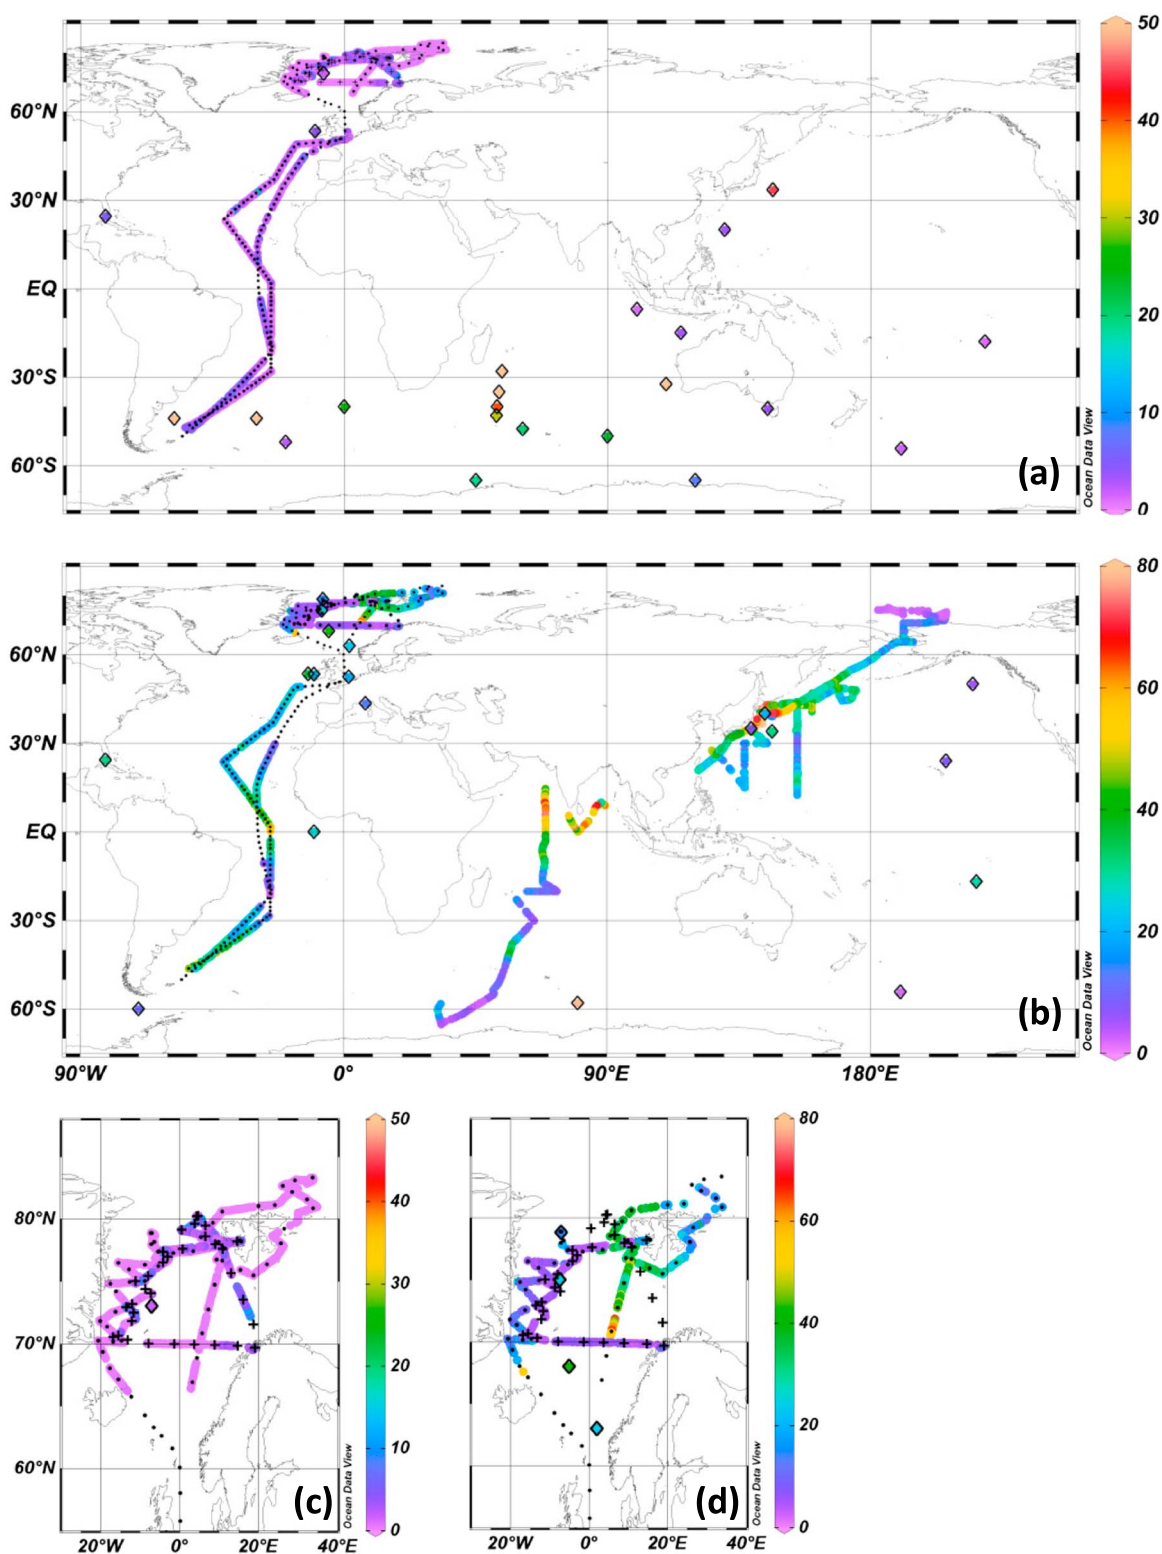 50
60°N
40
30°N
30
EQ
20
30°S
10
60°S
(a)
Ocean Data View
0
80
60°N
60
30°N
EQ
40
30°S
20
60°S
(b)
Ocean Data View
0
90°W 0° 90°E 180°E
50 80
40
80°N
60
30
40
70°N
20
20
10
60°N
(c) (d)
Ocean Data View Ocean Data View
0 0
20°W 0° 20°E 40°E 20°W 0° 20°E 40°E